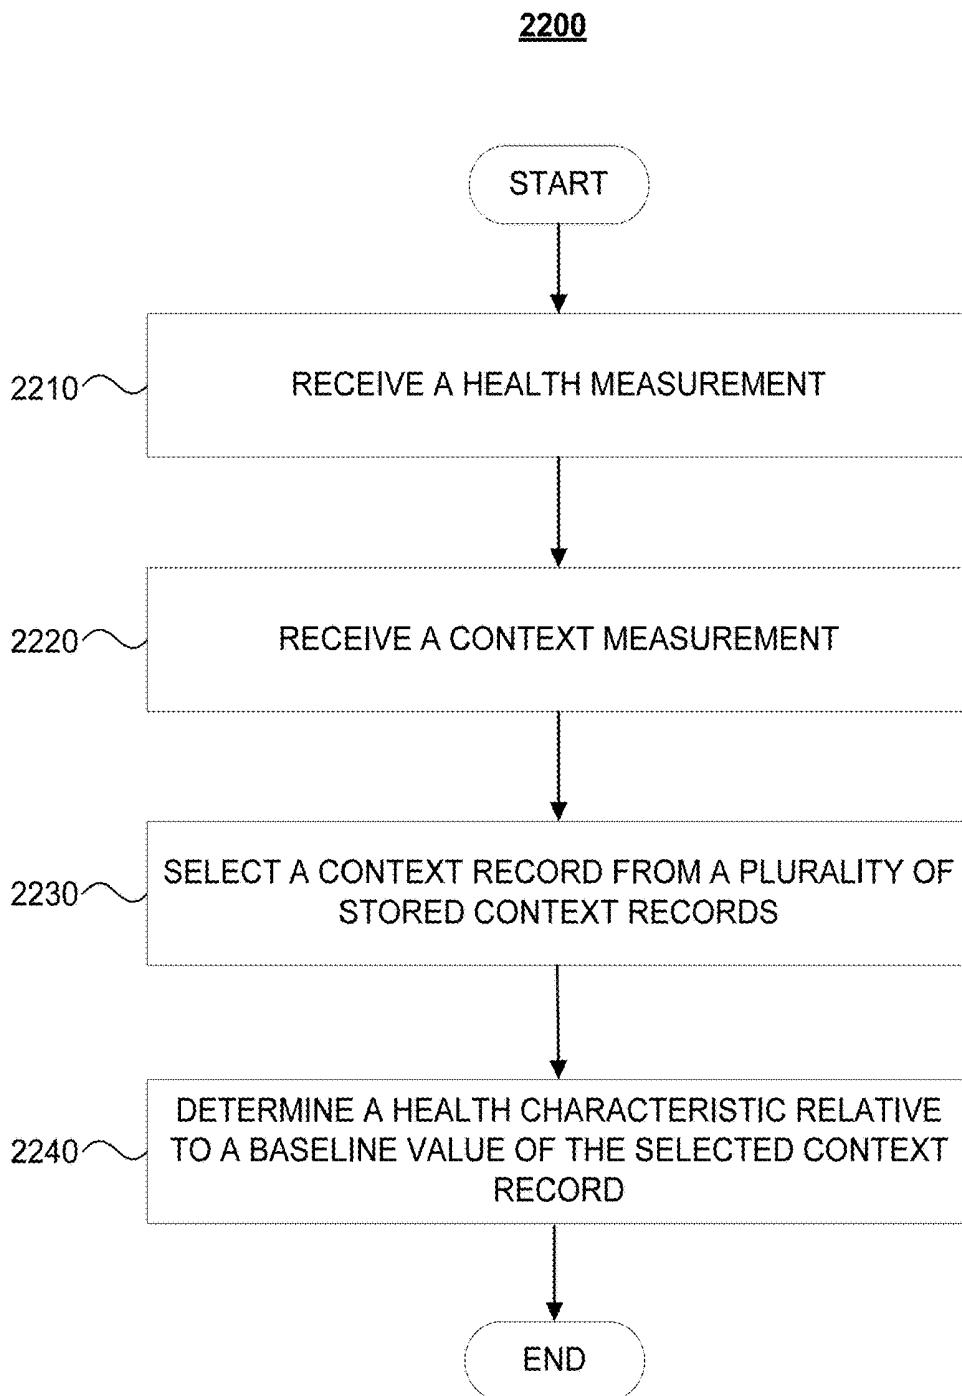 2200
START
2210
RECEIVE A HEALTH MEASUREMENT
2220
RECEIVE A CONTEXT MEASUREMENT
2230
SELECT A CONTEXT RECORD FROM A PLURALITY OF
STORED CONTEXT RECORDS
2240
DETERMINE A HEALTH CHARACTERISTIC RELATIVE
TO A BASELINE VALUE OF THE SELECTED CONTEXT
RECORD
END